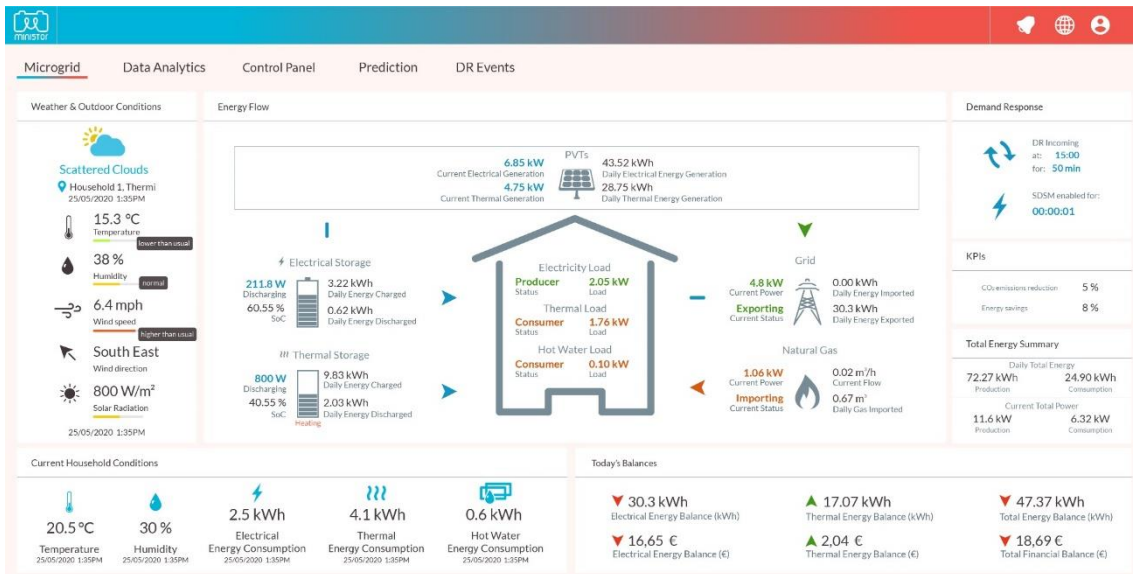 MINISTOR
Microgrid
Data Analytics
Control Panel
Prediction
DR Events
Weather & Outdoor Conditions
Scattered Clouds
Household 1, Thermi
25/05/2020 1:35PM
15.3 °C
Temperature
lower than usual
38 %
Humidity
normal
6.4 mph
Wind speed
higher than usual
South East
Wind direction
800 W/m²
Solar Radiation
25/05/2020 1:35PM
Energy Flow
PVTs
6.85 kW
Current Electrical Generation
4.75 kW
Current Thermal Generation
43.52 kWh
Daily Electrical Energy Generation
28.75 kWh
Daily Thermal Energy Generation
Electrical Storage
211.8 W
Discharging
60.55 %
SoC
3.22 kWh
Daily Energy Charged
0.62 kWh
Daily Energy Discharged
Thermal Storage
800 W
Discharging
40.55 %
SoC
Heating
9.83 kWh
Daily Energy Charged
2.03 kWh
Daily Energy Discharged
Electricity Load
Producer 2.05 kW
Status Load
Thermal Load
Consumer 1.76 kW
Status Load
Hot Water Load
Consumer 0.10 kW
Status Load
Grid
4.8 kW
Current Power
Exporting
Current Status
0.00 kWh
Daily Energy Imported
30.3 kWh
Daily Energy Exported
Natural Gas
1.06 kW
Current Power
Importing
Current Status
0.02 m³/h
Current Flow
0.67 m³
Daily Gas Imported
Demand Response
DR Incoming
at: 15:00
for: 50 min
SDSM enabled for:
00:00:01
KPIs
CO₂ emissions reduction 5 %
Energy savings 8 %
Total Energy Summary
Daily Total Energy
72.27 kWh 24.90 kWh
Production Consumption
Current Total Power
11.6 kW 6.32 kW
Production Consumption
Current Household Conditions
20.5 °C
Temperature
25/05/2020 1:35PM
30 %
Humidity
25/05/2020 1:35PM
2.5 kWh
Electrical
Energy Consumption
25/05/2020 1:35PM
4.1 kWh
Thermal
Energy Consumption
25/05/2020 1:35PM
0.6 kWh
Hot Water
Energy Consumption
25/05/2020 1:35PM
Today's Balances
30.3 kWh
Electrical Energy Balance (kWh)
17.07 kWh
Thermal Energy Balance (kWh)
47.37 kWh
Total Energy Balance (kWh)
16,65 €
Electrical Energy Balance (€)
2,04 €
Thermal Energy Balance (€)
18,69 €
Total Financial Balance (€)